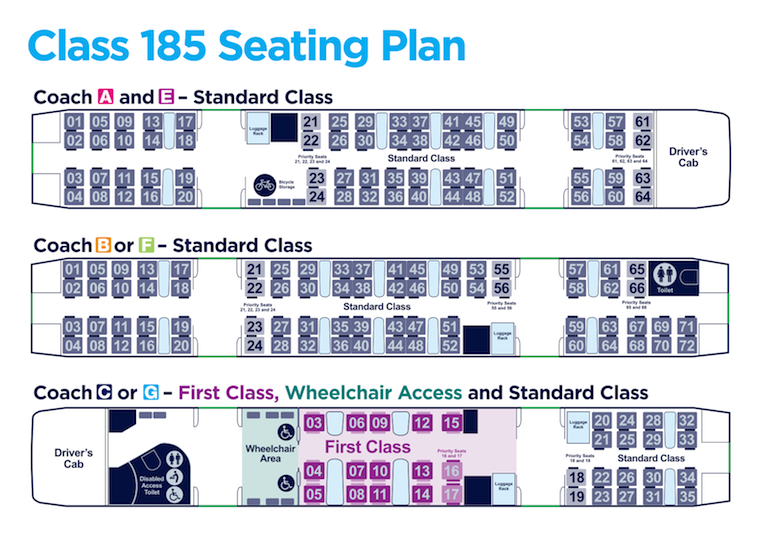 Class 185 Seating Plan
Coach A and E – Standard Class
01 05 09 13 17 21 25 29 33 37 41 45 49 53 57 61
Luggage Rack
02 06 10 14 18 22 26 30 34 38 42 46 50 54 58 62
Priority Seats 21, 22, 23 and 24
Standard Class
Priority Seats 61, 62, 63 and 64
Driver's Cab
03 07 11 15 19 23 27 31 35 39 43 47 51 55 59 63
Bicycle Storage
04 08 12 16 20 24 28 32 36 40 44 48 52 56 60 64
Coach B or F – Standard Class
01 05 09 13 17 21 25 29 33 37 41 45 49 53 55 57 61 65
02 06 10 14 18 22 26 30 34 38 42 46 50 54 56 58 62 66
Toilet
Priority Seats 21, 22, 23 and 24
Standard Class
Priority Seats 55 and 56
Priority Seats 65 and 66
03 07 11 15 19 23 27 31 35 39 43 47 51 59 63 67 69 71
Luggage Rack
04 08 12 16 20 24 28 32 36 40 44 48 52 60 64 68 70 72
Coach C or G – First Class, Wheelchair Access and Standard Class
03 06 09 12 15 20 24 28 32
Luggage Rack
21 25 29 33
Driver's Cab
Wheelchair Area
First Class
Priority Seats 16 and 17
Priority Seats 18 and 19
Standard Class
Disabled Access Toilet
04 07 10 13 16 18 22 26 30 34
Luggage Rack
05 08 11 14 17 19 23 27 31 35